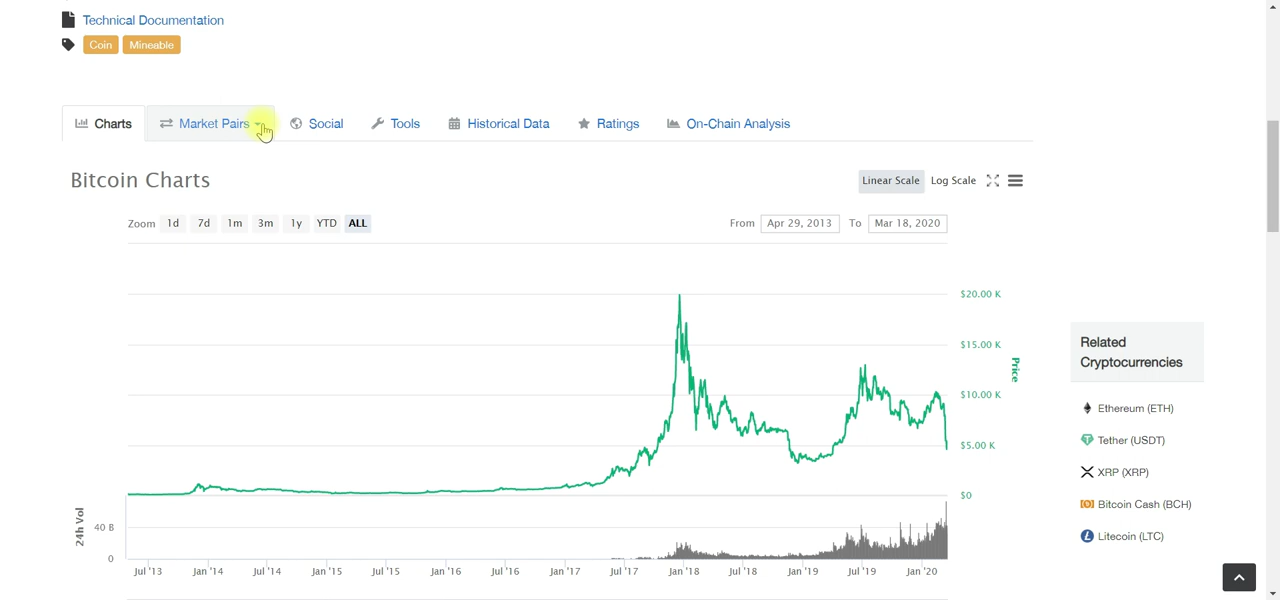 Technical Documentation
Coin Mineable
Charts Market Pairs Social Tools Historical Data Ratings On-Chain Analysis
Bitcoin Charts
Linear Scale Log Scale
Zoom 1d 7d 1m 3m 1y YTD ALL
From Apr 29, 2013 To Mar 18, 2020
$20.00 K
$15.00 K
$10.00 K
$5.00 K
$0
Price
24h Vol
40 B
0
Jul '13 Jan '14 Jul '14 Jan '15 Jul '15 Jan '16 Jul '16 Jan '17 Jul '17 Jan '18 Jul '18 Jan '19 Jul '19 Jan '20
Related
Cryptocurrencies
Ethereum (ETH)
Tether (USDT)
XRP (XRP)
Bitcoin Cash (BCH)
Litecoin (LTC)